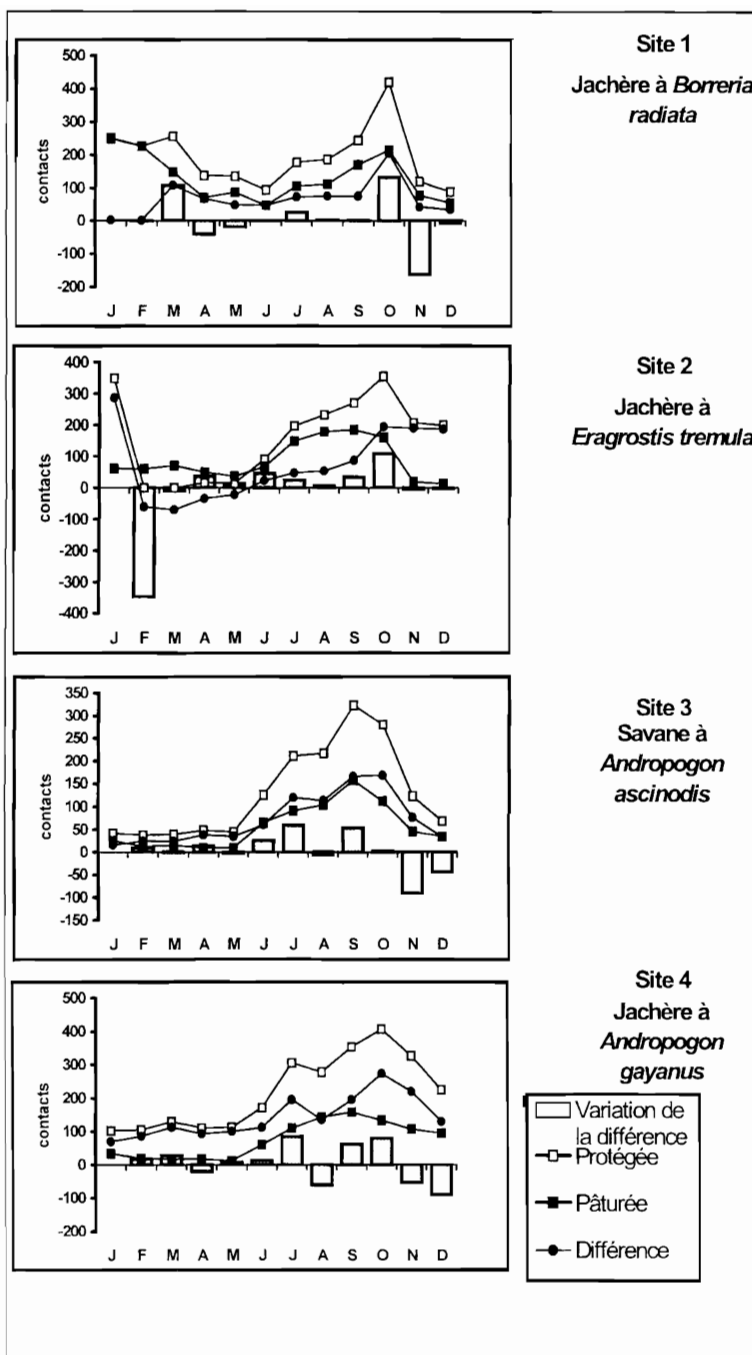 Site 1
Jachère à Borreria
radiata
500
400
300
200
100
0
-100
-200
contacts
J F M A M J J A S O N D
Site 2
Jachère à
Eragrostis tremula
400
300
200
100
0
-100
-200
-300
-400
contacts
J F M A M J J A S O N D
Site 3
Savane à
Andropogon
ascinodis
350
300
250
200
150
100
50
0
-50
-100
-150
contacts
J F M A M J J A S O N D
Site 4
Jachère à
Andropogon
gayanus
500
400
300
200
100
0
-100
-200
contacts
J F M A M J J A S O N D
Variation de
la différence
Protégée
Pâturée
Différence